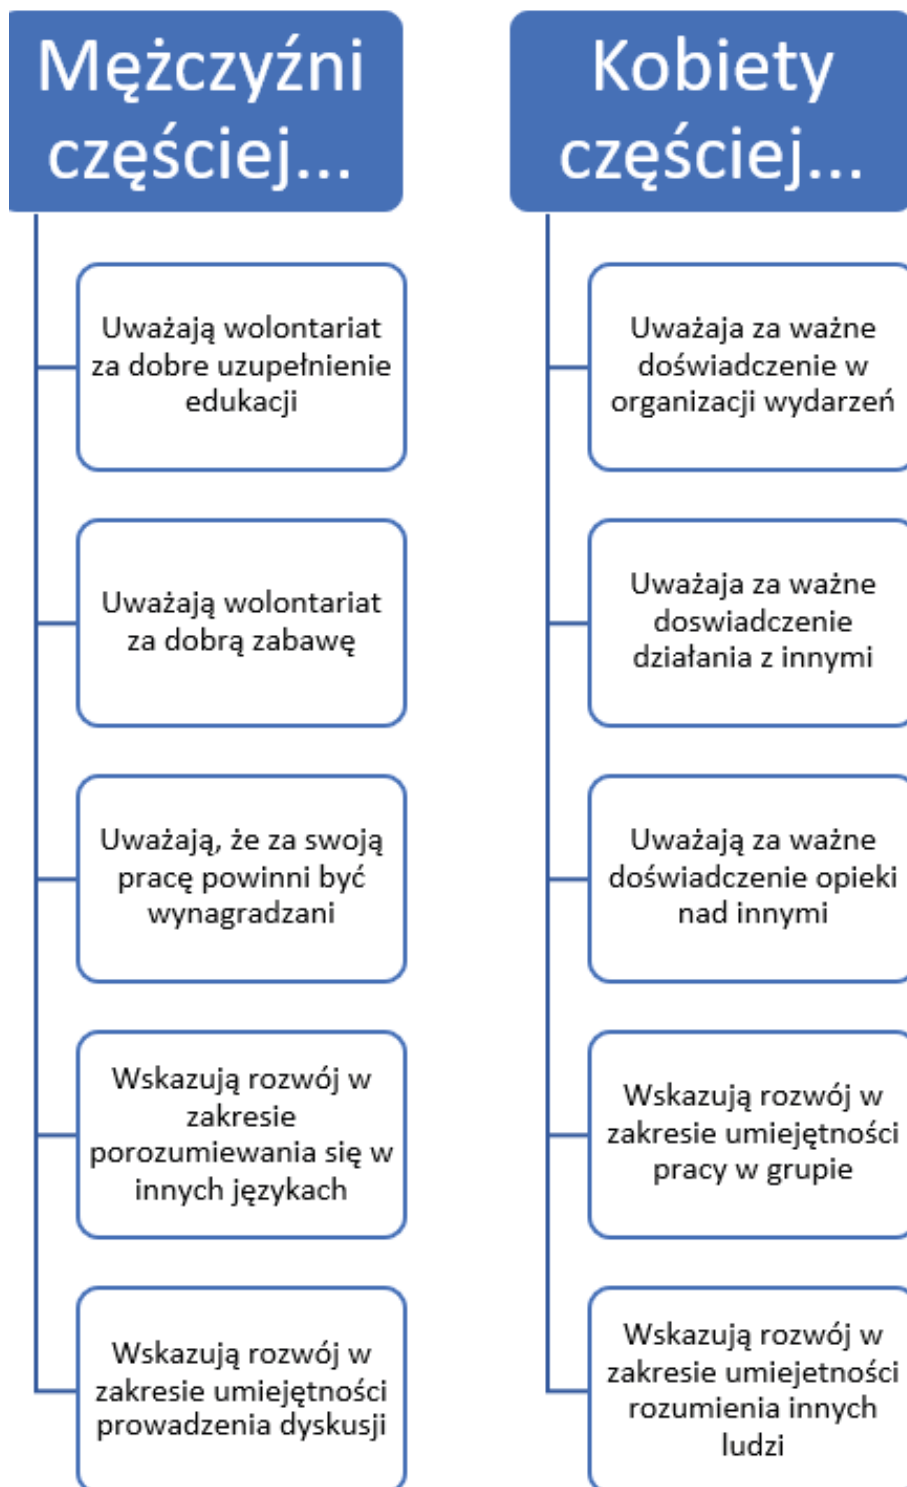 Mężczyźni
częściej...
Uważają wolontariat
za dobre uzupełnienie
edukacji
Uważają wolontariat
za dobrą zabawę
Uważają, że za swoją
pracę powinni być
wynagradzani
Wskazują rozwój w
zakresie
porozumiewania się w
innych językach
Wskazują rozwój w
zakresie umiejętności
prowadzenia dyskusji
Kobiety
częściej...
Uważaja za ważne
doświadczenie w
organizacji wydarzeń
Uważaja za ważne
doswiadczenie
działania z innymi
Uważają za ważne
doświadczenie opieki
nad innymi
Wskazują rozwój w
zakresie umiejętności
pracy w grupie
Wskazują rozwój w
zakresie umiejetności
rozumienia innych
ludzi